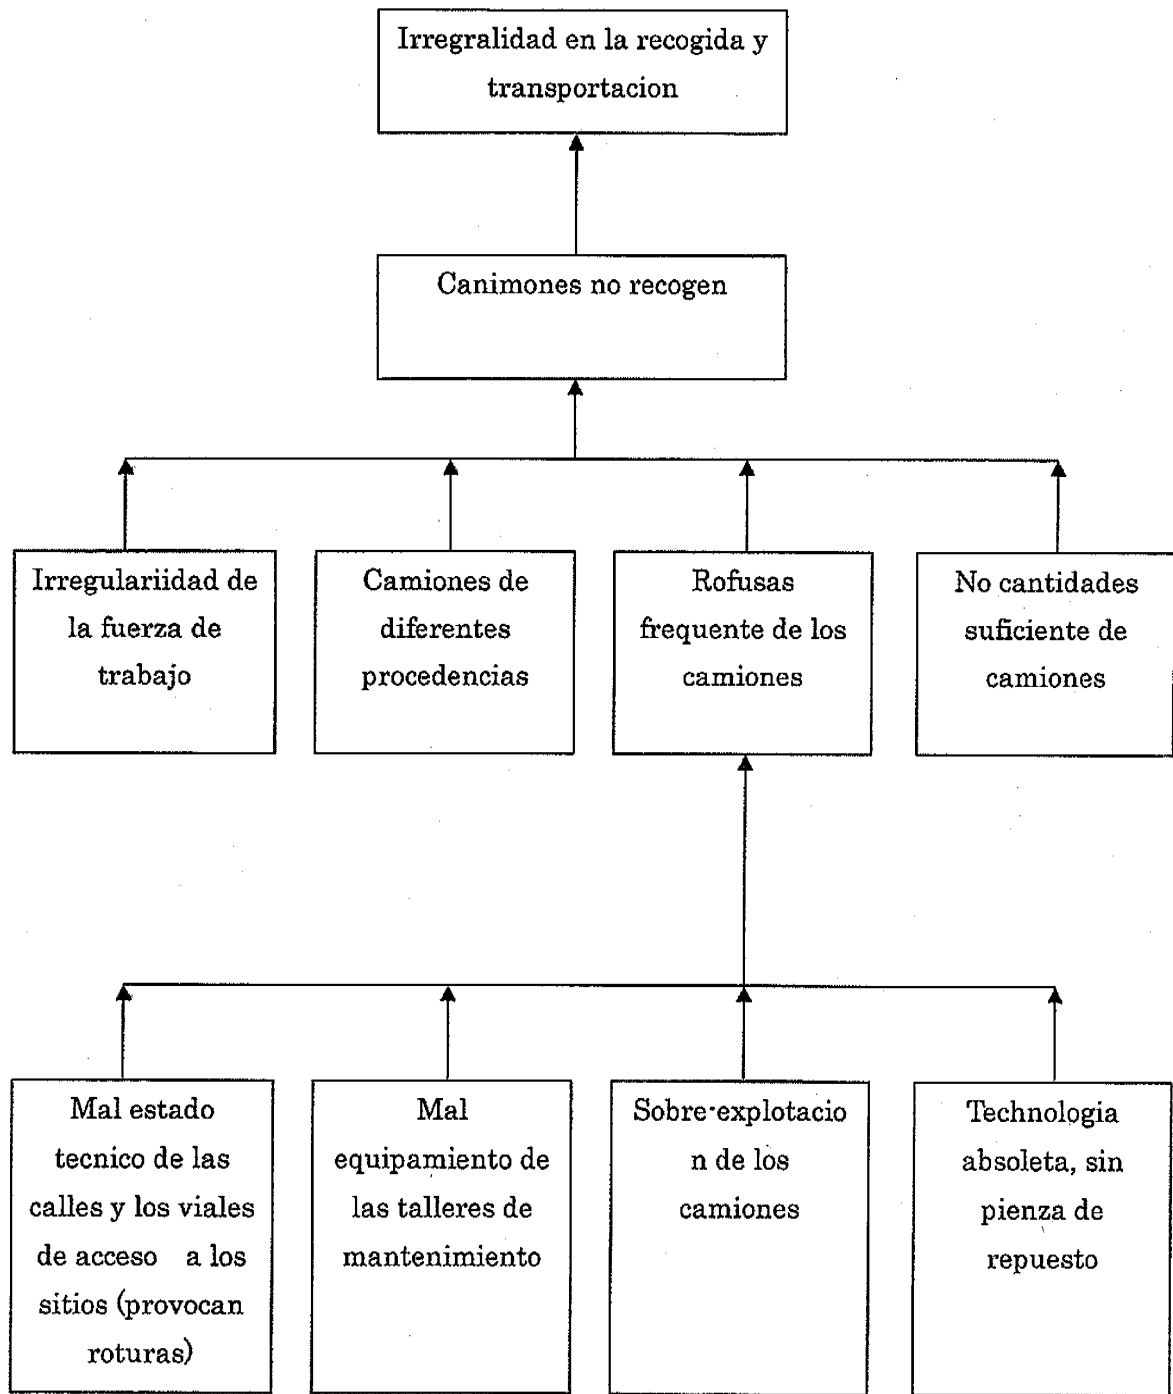 Irregralidad en la recogida y
transportacion
Canimones no recogen
Irregulariidad de
la fuerza de
trabajo
Camiones de
diferentes
procedencias
Rofusas
frequente de los
camiones
No cantidades
suficiente de
camiones
Mal estado
tecnico de las
calles y los viales
de acceso a los
sitios (provocan
roturas)
Mal
equipamiento de
las talleres de
mantenimiento
Sobre-explotacio
n de los
camiones
Technologia
absoleta, sin
pienza de
repuesto